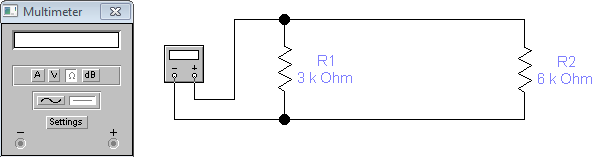 Multimeter
A V Ω dB
Settings
− +
− +
R1
3 k Ohm
R2
6 k Ohm